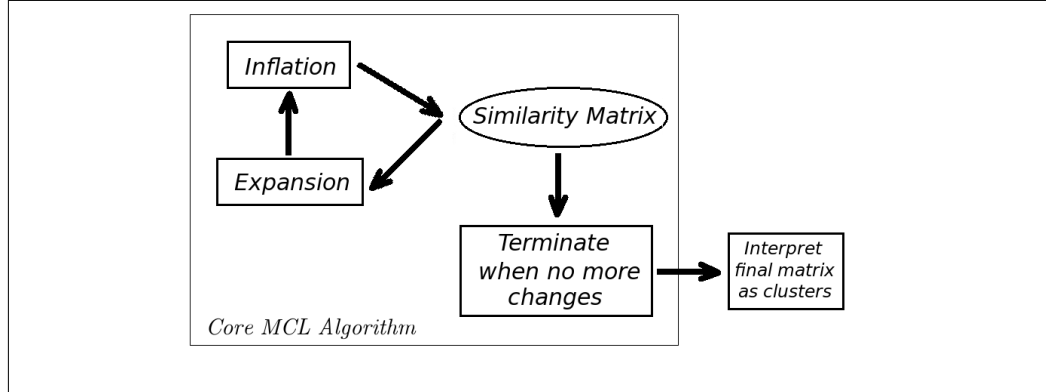 Inflation
Similarity Matrix
Expansion
Terminate
when no more
changes
Interpret
final matrix
as clusters
Core MCL Algorithm